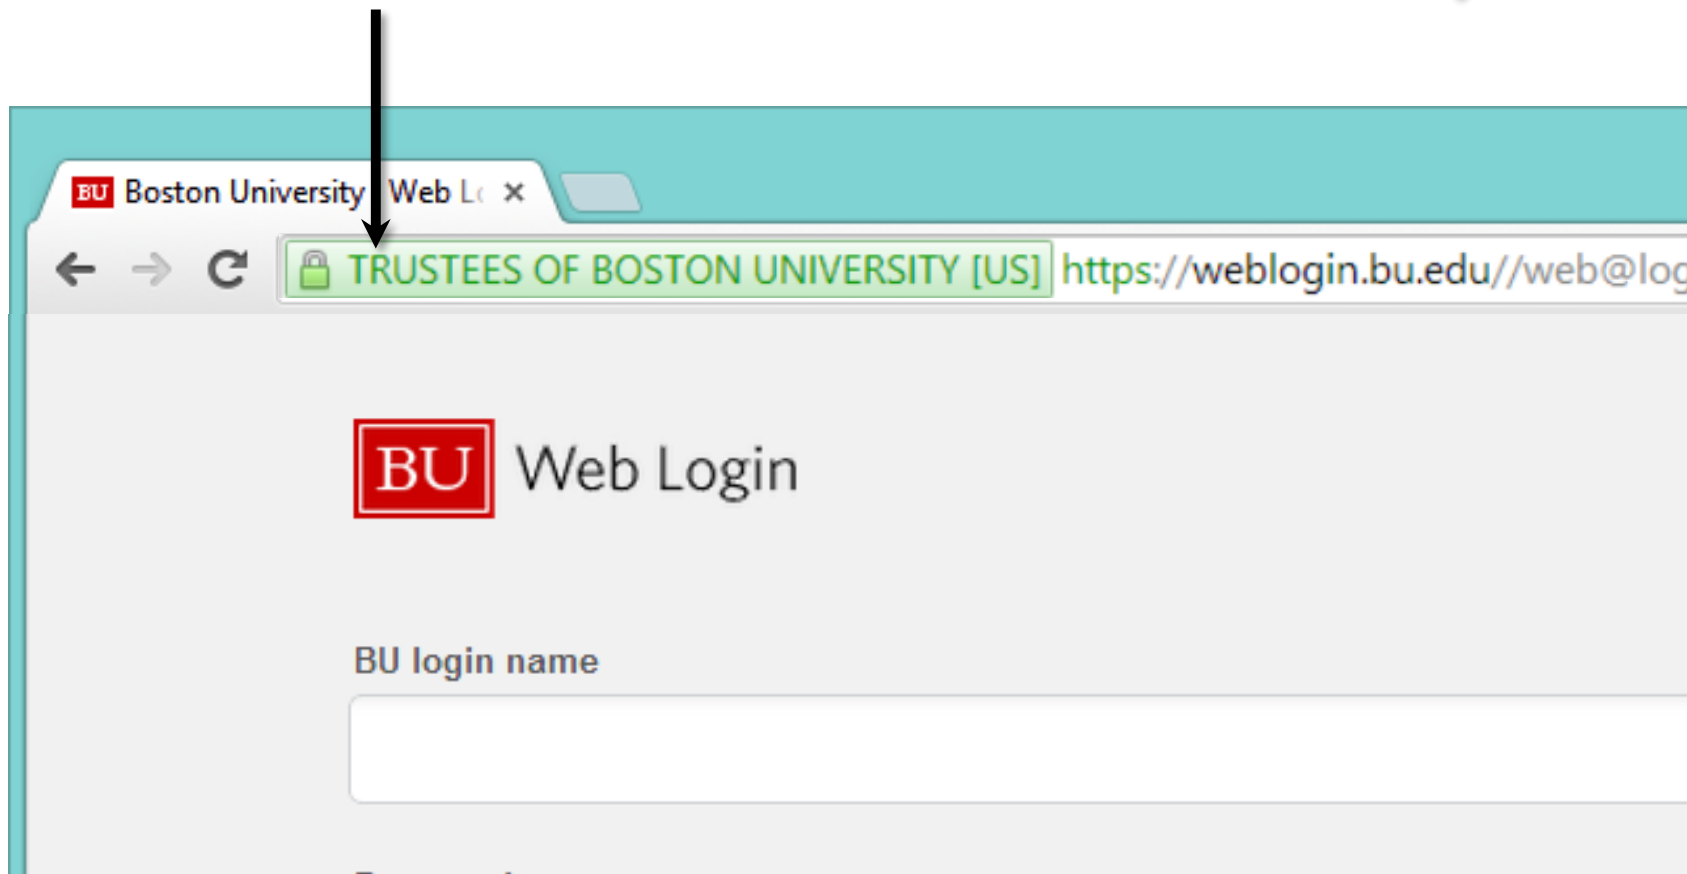 BU Boston University Web Lo
TRUSTEES OF BOSTON UNIVERSITY [US] https://weblogin.bu.edu//web@log
BU Web Login
BU login name